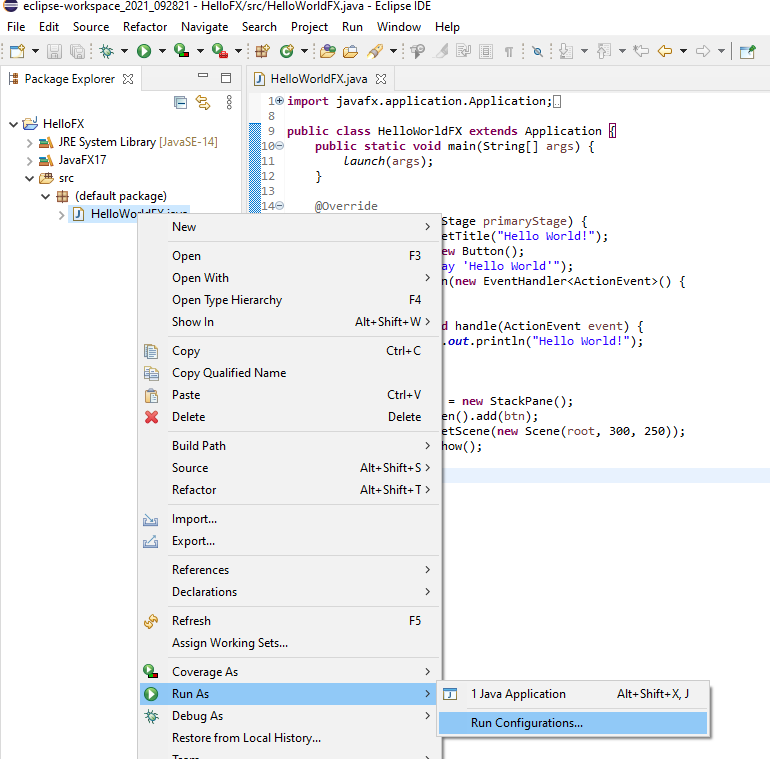 eclipse-workspace_2021_092821 - HelloFX/src/HelloWorldFX.java - Eclipse IDE
File Edit Source Refactor Navigate Search Project Run Window Help
Package Explorer
HelloFX
JRE System Library [JavaSE-14]
JavaFX17
src
(default package)
HelloWorldFX.java
HelloWorldFX.java
1 import javafx.application.Application;
8
9 public class HelloWorldFX extends Application {
10 public static void main(String[] args) {
11 launch(args);
12 }
13
14 @Override
Stage primaryStage) {
etTitle("Hello World!");
ew Button();
ay 'Hello World'");
n(new EventHandler<ActionEvent>() {
d handle(ActionEvent event) {
.out.println("Hello World!");
= new StackPane();
en().add(btn);
etScene(new Scene(root, 300, 250));
how();
New
Open F3
Open With
Open Type Hierarchy F4
Show In Alt+Shift+W
Copy Ctrl+C
Copy Qualified Name
Paste Ctrl+V
Delete Delete
Build Path
Source Alt+Shift+S
Refactor Alt+Shift+T
Import...
Export...
References
Declarations
Refresh F5
Assign Working Sets...
Coverage As
Run As
Debug As
Restore from Local History...
1 Java Application Alt+Shift+X, J
Run Configurations...